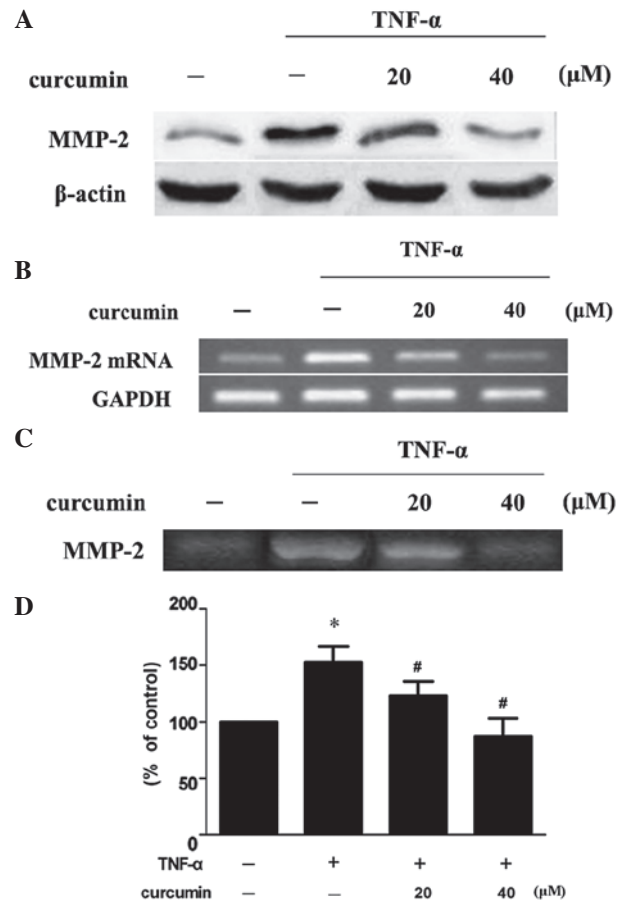 A
TNF-α
curcumin – – 20 40 (μM)
MMP-2
β-actin
B
TNF-α
curcumin – – 20 40 (μM)
MMP-2 mRNA
GAPDH
C
TNF-α
curcumin – – 20 40 (μM)
MMP-2
D
200
150
100
50
0
(% of control)
* # #
TNF-α – + + +
curcumin – – 20 40 (μM)